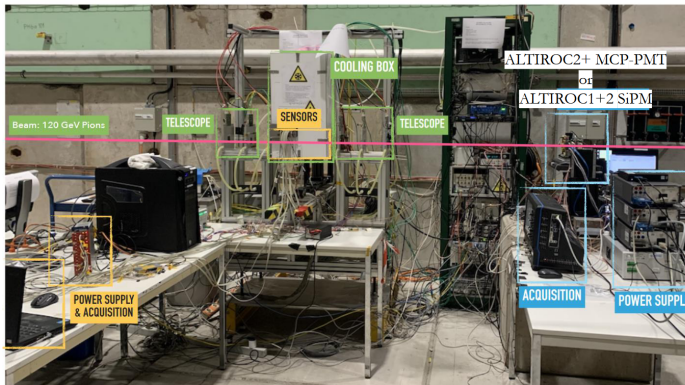 ALTIROC2+ MCP-PMT
or
ALTIROC1+2 SiPM
COOLING BOX
SENSORS
TELESCOPE
TELESCOPE
Beam: 120 GeV Pions
POWER SUPPLY
& ACQUISITION
ACQUISITION
POWER SUPPL